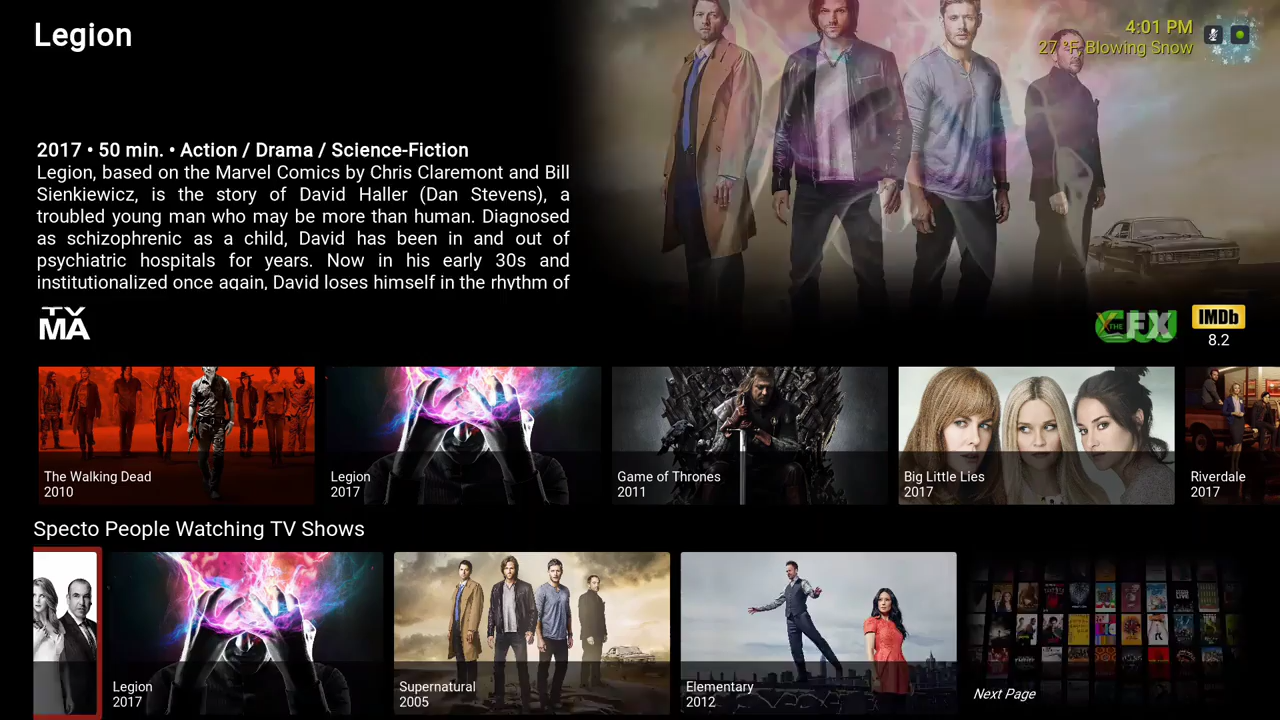 Legion
4:01 PM
27 °F, Blowing Snow
2017 • 50 min. • Action / Drama / Science-Fiction
Legion, based on the Marvel Comics by Chris Claremont and Bill
Sienkiewicz, is the story of David Haller (Dan Stevens), a
troubled young man who may be more than human. Diagnosed
as schizophrenic as a child, David has been in and out of
psychiatric hospitals for years. Now in his early 30s and
institutionalized once again, David loses himself in the rhythm of
TV
MA
THE
FX
IMDb
8.2
The Walking Dead
2010
Legion
2017
Game of Thrones
2011
Big Little Lies
2017
Riverdale
2017
Specto People Watching TV Shows
Legion
2017
Supernatural
2005
Elementary
2012
Next Page